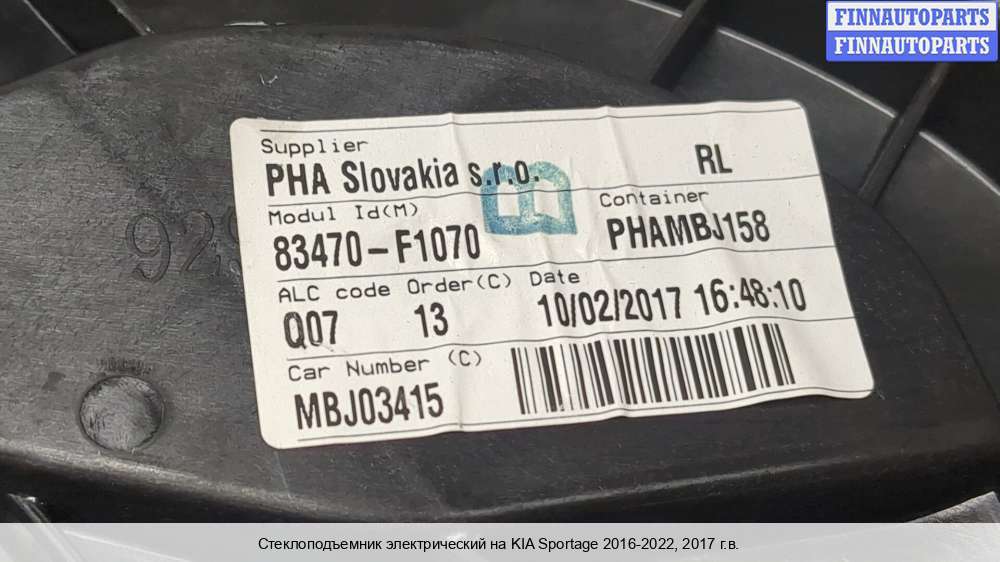 FINNAUTOPARTS
FINNAUTOPARTS
Supplier
PHA Slovakia s.r.o.
RL
Modul Id(M)
Container
83470-F1070
PHAMBJ158
ALC code Order(C) Date
Q07 13 10/02/2017 16:48:10
Car Number (C)
MBJ03415
Стеклоподъемник электрический на KIA Sportage 2016-2022, 2017 г.в.